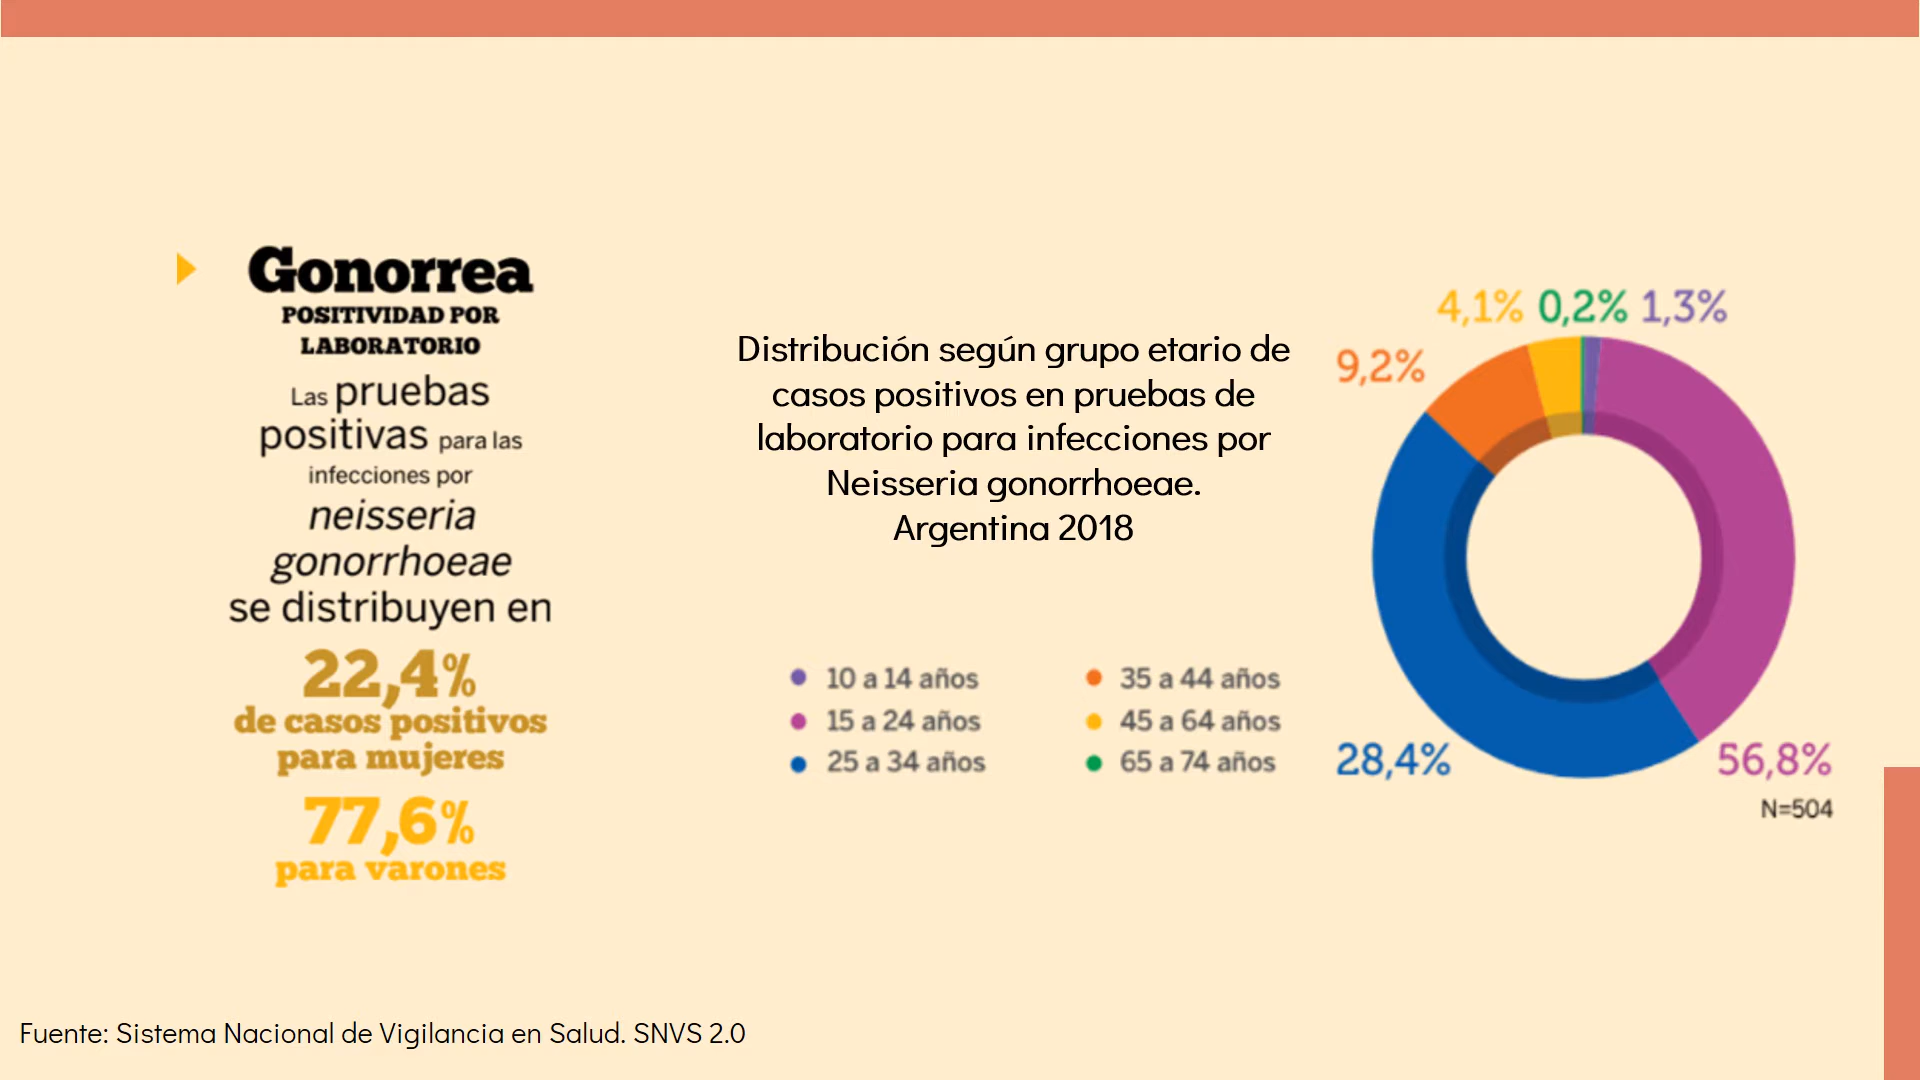 Gonorrea
POSITIVIDAD POR
LABORATORIO
Las pruebas
positivas para las
infecciones por
neisseria
gonorrhoeae
se distribuyen en
22,4%
de casos positivos
para mujeres
77,6%
para varones
Distribución según grupo etario de
casos positivos en pruebas de
laboratorio para infecciones por
Neisseria gonorrhoeae.
Argentina 2018
10 a 14 años
15 a 24 años
25 a 34 años
35 a 44 años
45 a 64 años
65 a 74 años
4,1% 0,2% 1,3%
9,2%
28,4%
56,8%
N=504
Fuente: Sistema Nacional de Vigilancia en Salud. SNVS 2.0